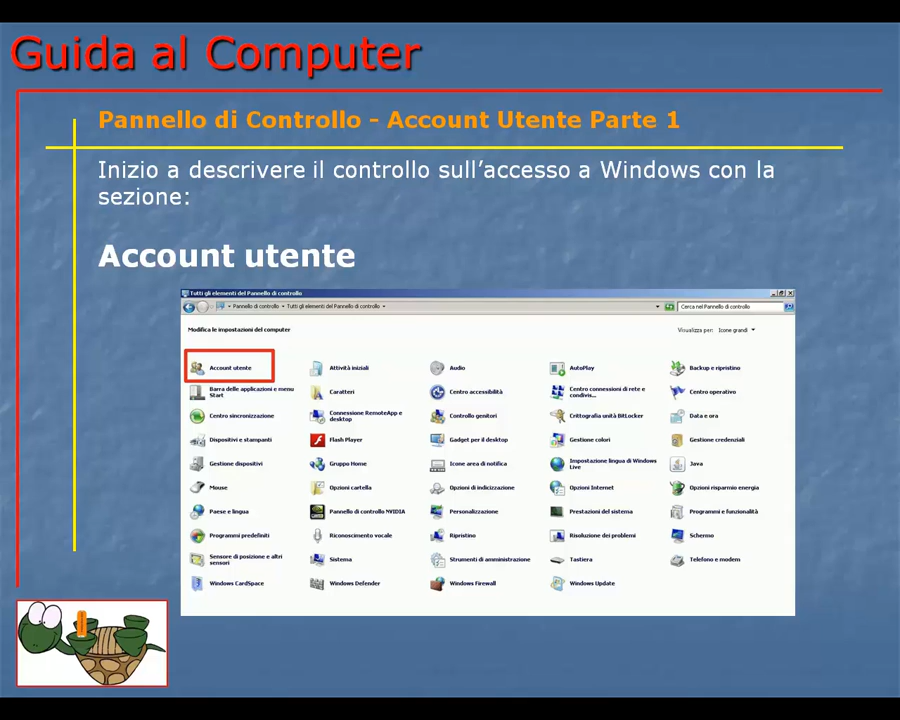 Guida al Computer
Pannello di Controllo - Account Utente Parte 1
Inizio a descrivere il controllo sull'accesso a Windows con la
sezione:
Account utente
Tutti gli elementi del Pannello di controllo
Pannello di controllo Tutti gli elementi del Pannello di controllo
Cerca nel Pannello di controllo
Modifica le impostazioni del computer
Visualizza per: Icone grandi
Account utente
Attività iniziali
Audio
AutoPlay
Backup e ripristino
Barra delle applicazioni e menu
Start
Caratteri
Centro accessibilità
Centro connessioni di rete e
condivis...
Centro operativo
Centro sincronizzazione
Connessione RemoteApp e
desktop
Controllo genitori
Crittografia unità BitLocker
Data e ora
Dispositivi e stampanti
Flash Player
Gadget per il desktop
Gestione colori
Gestione credenziali
Gestione dispositivi
Gruppo Home
Icone area di notifica
Impostazione lingua di Windows
Live
Java
Mouse
Opzioni cartella
Opzioni di indicizzazione
Opzioni Internet
Opzioni risparmio energia
Paese e lingua
Pannello di controllo NVIDIA
Personalizzazione
Prestazioni del sistema
Programmi e funzionalità
Programmi predefiniti
Riconoscimento vocale
Ripristino
Risoluzione dei problemi
Schermo
Sensore di posizione e altri
sensori
Sistema
Strumenti di amministrazione
Tastiera
Telefono e modem
Windows CardSpace
Windows Defender
Windows Firewall
Windows Update